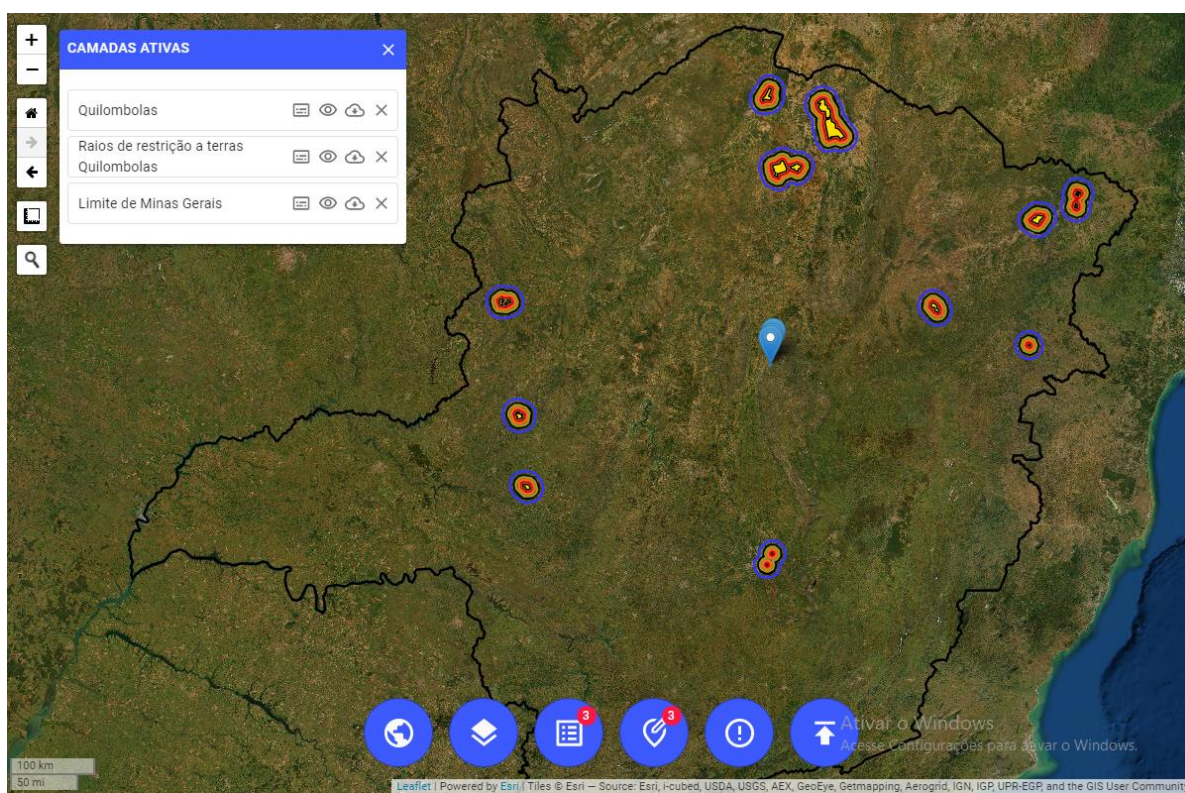 +
CAMADAS ATIVAS
−
Quilombolas
Raios de restrição a terras
Quilombolas
Limite de Minas Gerais
3
3
Ativar o Windows
Acesse Configurações para ativar o Windows.
100 km
50 mi
Leaflet | Powered by Esri | Tiles © Esri — Source: Esri, i-cubed, USDA, USGS, AEX, GeoEye, Getmapping, Aerogrid, IGN, IGP, UPR-EGP, and the GIS User Community